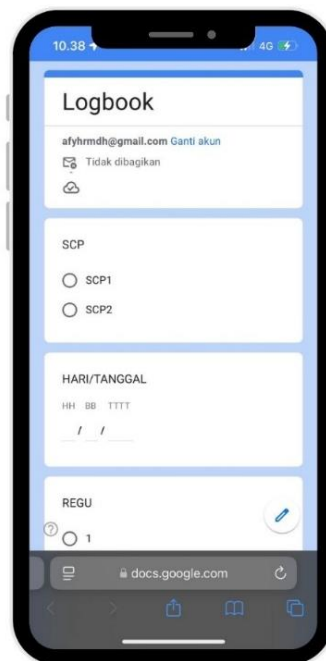 10.38 4G
Logbook
afyhrmdh@gmail.com Ganti akun
Tidak dibagikan
SCP
SCP1
SCP2
HARI/TANGGAL
HH BB TTTT
/ /
REGU
1
docs.google.com